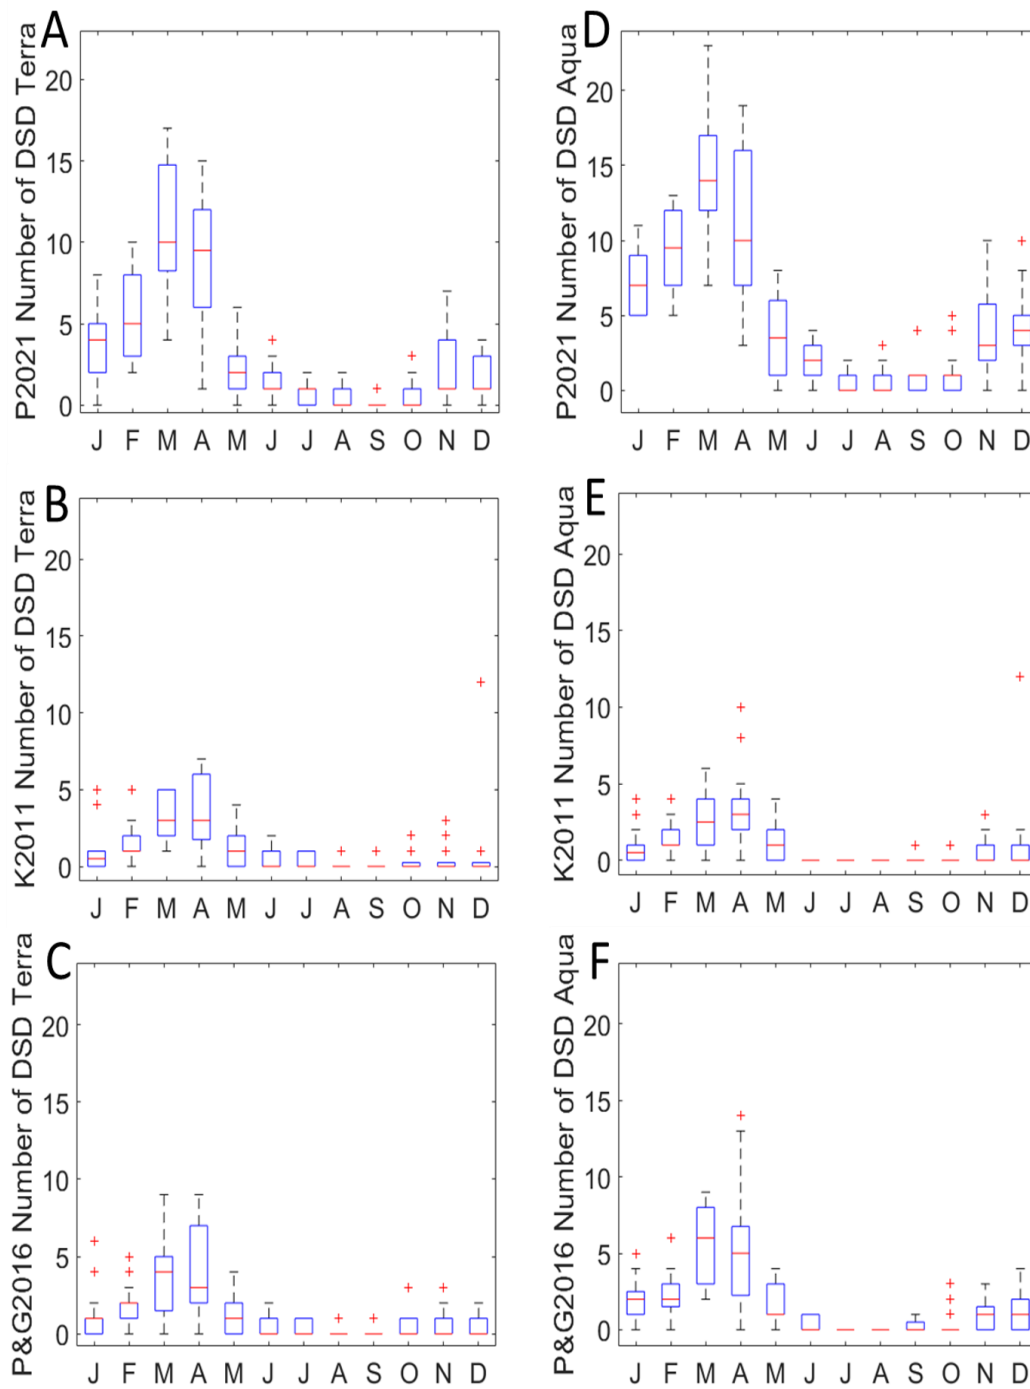 A
P2021 Number of DSD Terra
20
15
10
5
0
J F M A M J J A S O N D
D
P2021 Number of DSD Aqua
20
15
10
5
0
J F M A M J J A S O N D
B
K2011 Number of DSD Terra
20
15
10
5
0
J F M A M J J A S O N D
E
K2011 Number of DSD Aqua
20
15
10
5
0
J F M A M J J A S O N D
C
P&G2016 Number of DSD Terra
20
15
10
5
0
J F M A M J J A S O N D
F
P&G2016 Number of DSD Aqua
20
15
10
5
0
J F M A M J J A S O N D